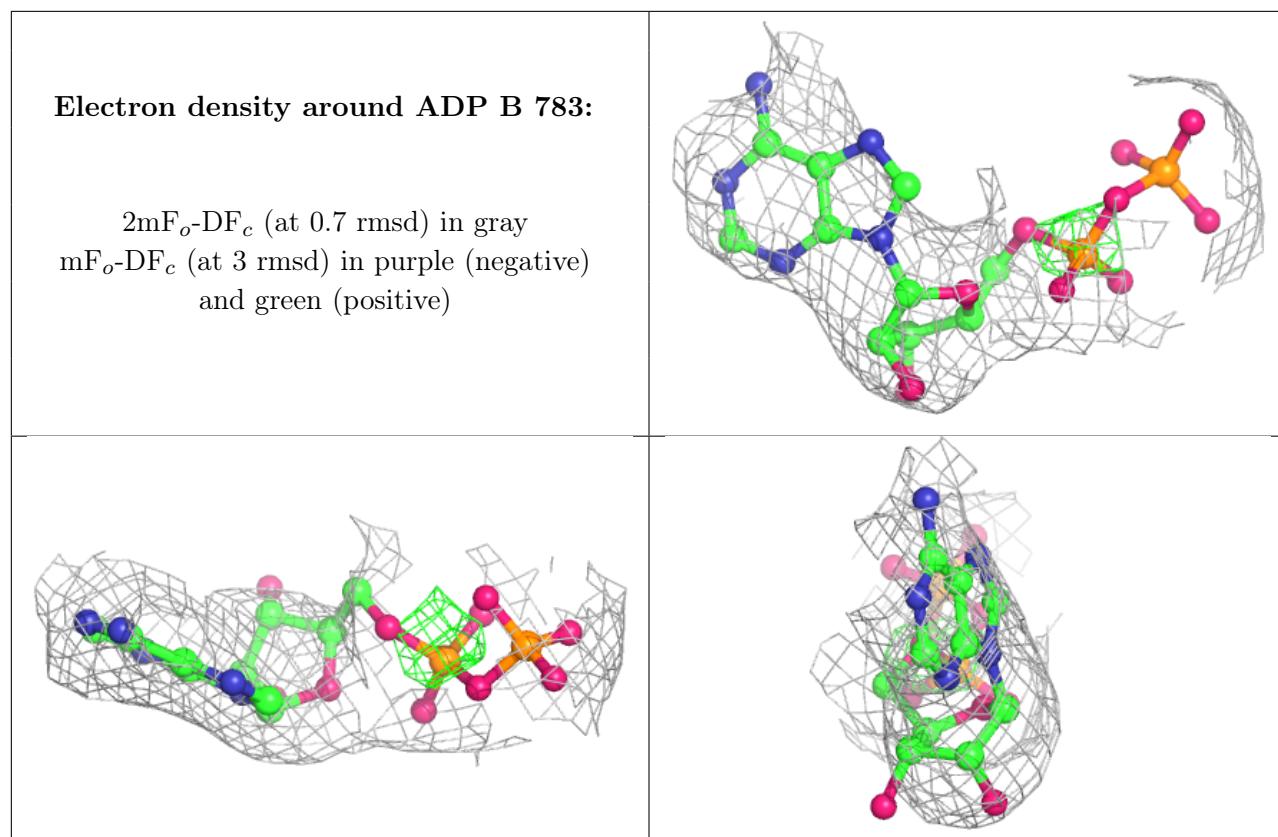 Electron density around ADP B 783:
2mFo-DFc (at 0.7 rmsd) in gray
mFo-DFc (at 3 rmsd) in purple (negative)
and green (positive)